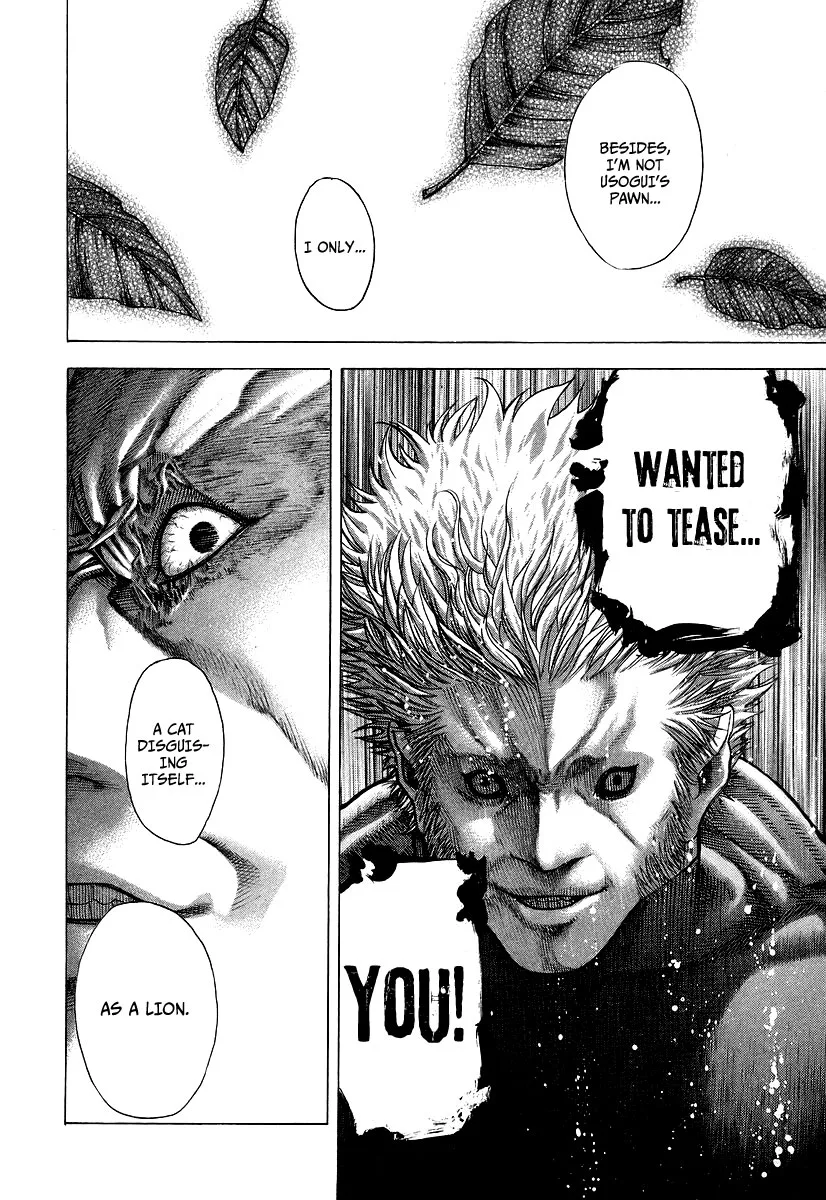 BESIDES,
I'M NOT
USOGUI'S
PAWN...
I ONLY...
WANTED
TO TEASE...
YOU!
A CAT
DISGUIS-
ING
ITSELF...
AS A LION.